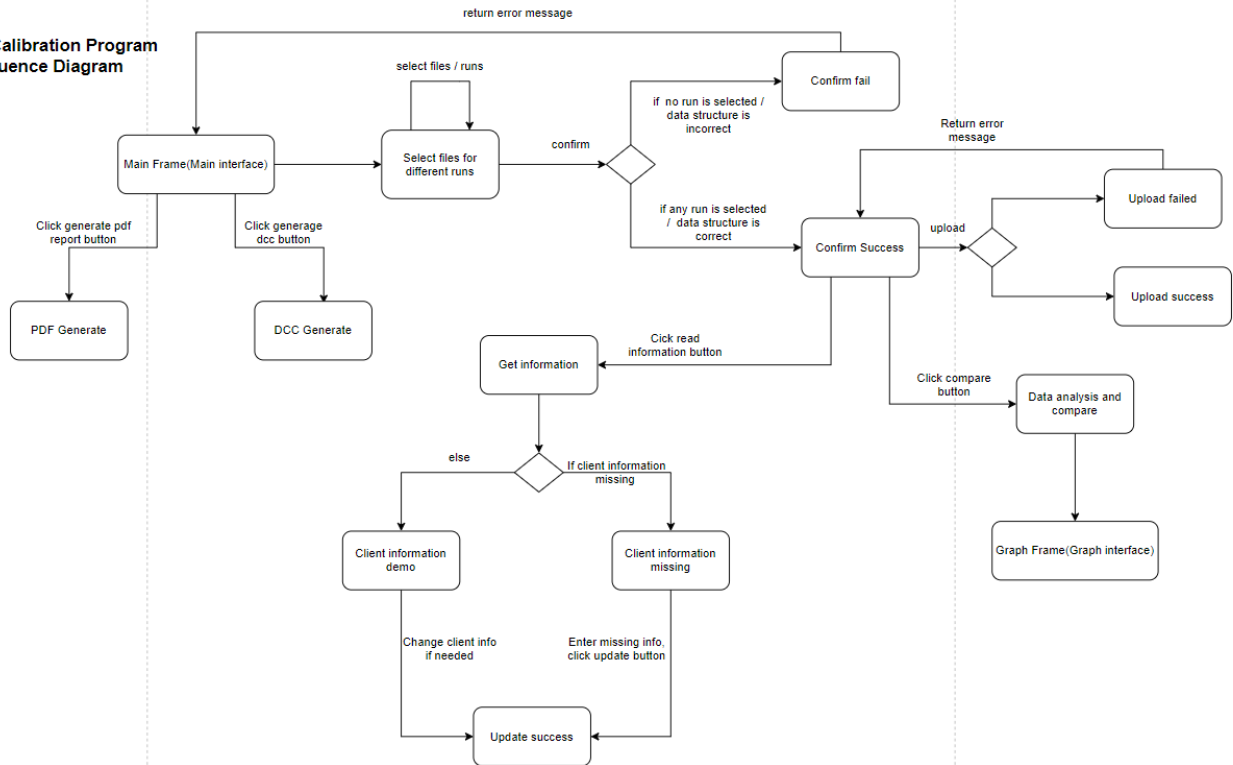 return error message
Calibration Program
uence Diagram
select files / runs
Confirm fail
if no run is selected /
data structure is
incorrect
Return error
message
confirm
Main Frame(Main interface)
Select files for
different runs
Upload failed
if any run is selected
/ data structure is
correct
Click generate pdf
report button
Click generage
dcc button
upload
Confirm Success
PDF Generate
DCC Generate
Upload success
Cick read
information button
Get information
Click compare
button
Data analysis and
compare
else
If client information
missing
Client information
demo
Client information
missing
Graph Frame(Graph interface)
Change client info
if needed
Enter missing info,
click update button
Update success